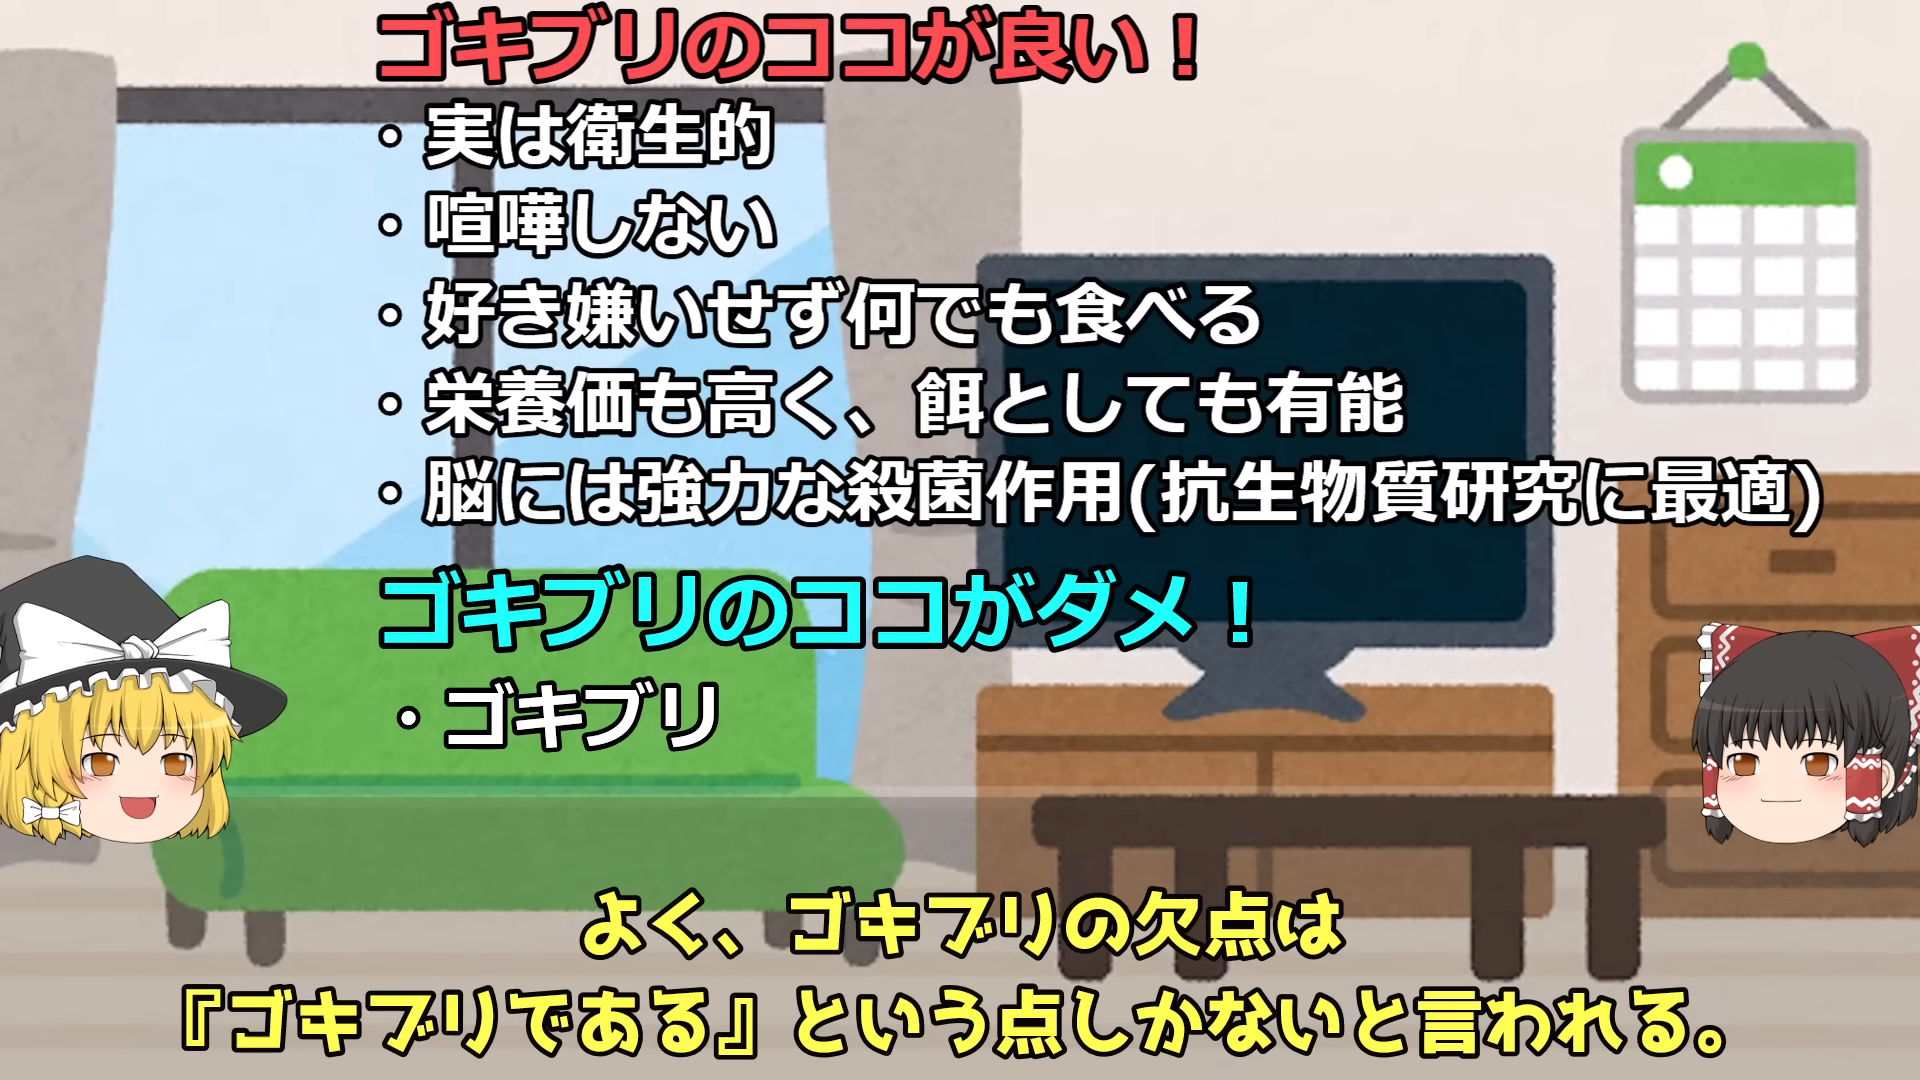 ゴキブリのココが良い！
・実は衛生的
・喧嘩しない
・好き嫌いせず何でも食べる
・栄養価も高く、餌としても有能
・脳には強力な殺菌作用(抗生物質研究に最適)
ゴキブリのココがダメ！
・ゴキブリ
よく、ゴキブリの欠点は
『ゴキブリである』という点しかないと言われる。